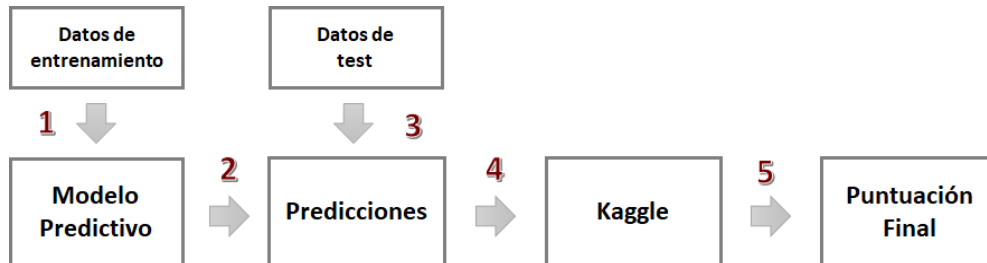 Datos de
entrenamiento
Datos de
test
1
3
2
4
5
Modelo
Predictivo
Predicciones
Kaggle
Puntuación
Final